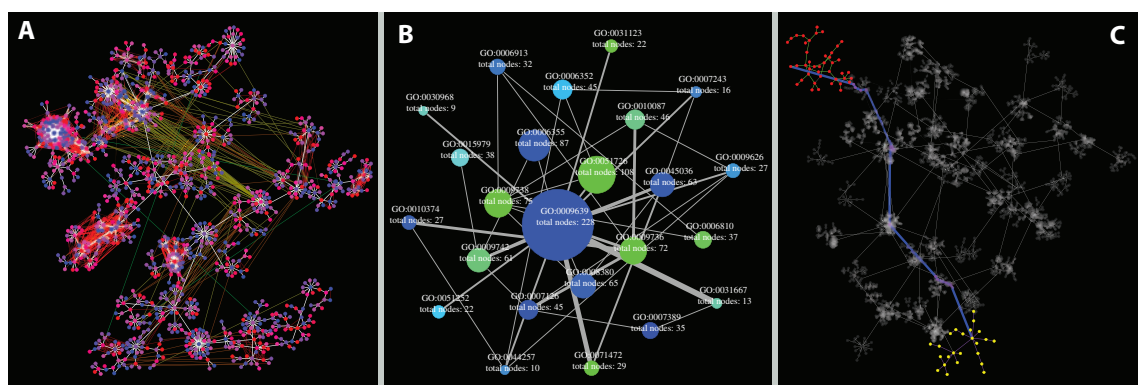 A
B
C
GO:0031123
total nodes: 22
GO:0006913
total nodes: 32
GO:0006352
total nodes: 45
GO:0007243
total nodes: 16
GO:0030968
total nodes: 9
GO:0010087
total nodes: 46
GO:0006355
total nodes: 87
GO:0015979
total nodes: 38
GO:0051726
total nodes: 108
GO:0009626
total nodes: 27
GO:0045036
total nodes: 63
GO:0009738
total nodes: 75
GO:0009639
total nodes: 228
GO:0010374
total nodes: 27
GO:0006810
total nodes: 37
GO:0009736
total nodes: 72
GO:0009742
total nodes: 61
GO:0008380
total nodes: 65
GO:0031667
total nodes: 13
GO:0051252
total nodes: 22
GO:0007126
total nodes: 45
GO:0007389
total nodes: 35
GO:0044257
total nodes: 10
GO:0071472
total nodes: 29